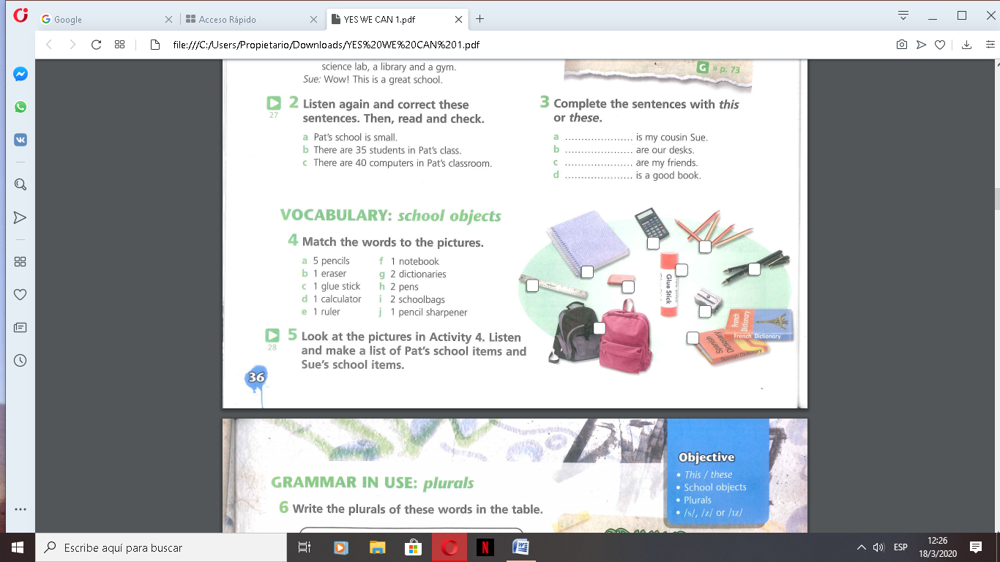 Google
Acceso Rápido
YES WE CAN 1.pdf
file:///C:/Users/Propietario/Downloads/YES%20WE%20CAN%201.pdf
science lab, a library and a gym.
Sue: Wow! This is a great school.
G » p. 73
2 Listen again and correct these
sentences. Then, read and check.
27
a Pat's school is small.
b There are 35 students in Pat's class.
c There are 40 computers in Pat's classroom.
3 Complete the sentences with this
or these.
a ..................... is my cousin Sue.
b ..................... are our desks.
c ..................... are my friends.
d ..................... is a good book.
VOCABULARY: school objects
4 Match the words to the pictures.
a 5 pencils
b 1 eraser
c 1 glue stick
d 1 calculator
e 1 ruler
f 1 notebook
g 2 dictionaries
h 2 pens
i 2 schoolbags
j 1 pencil sharpener
Glue Stick
French Dictionary
French Dictionary
Spanish Dictionary
Spanish Dictionary
5 Look at the pictures in Activity 4. Listen
and make a list of Pat's school items and
Sue's school items.
28
36
GRAMMAR IN USE: plurals
6 Write the plurals of these words in the table.
Objective
• This / these
• School objects
• Plurals
• /s/, /z/ or /ɪz/
Escribe aquí para buscar
ESP
12:26
18/3/2020